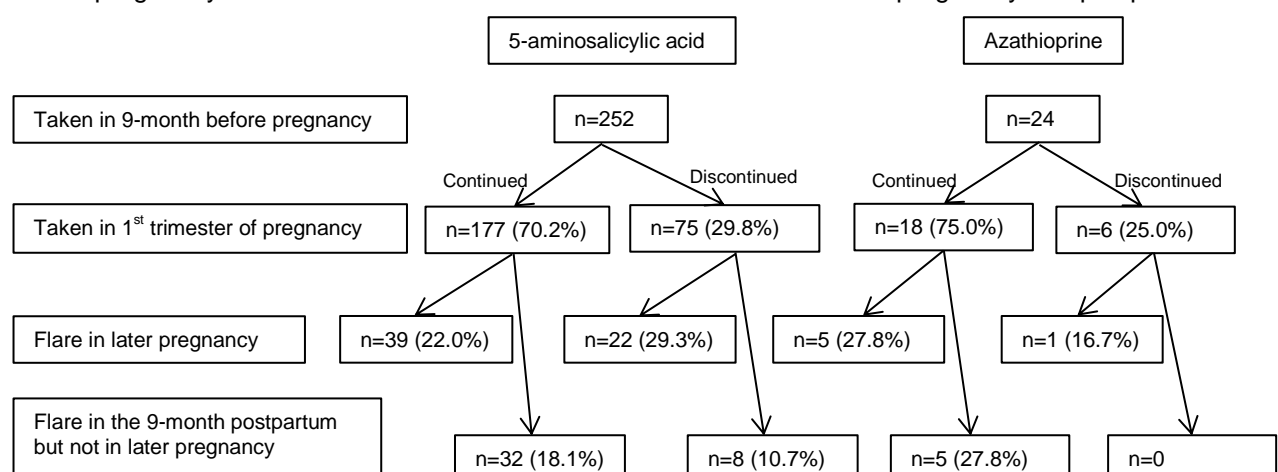 5-aminosalicylic acid Azathioprine
Taken in 9-month before pregnancy n=252 n=24
Continued Discontinued Continued Discontinued
Taken in 1st trimester of pregnancy n=177 (70.2%) n=75 (29.8%) n=18 (75.0%) n=6 (25.0%)
Flare in later pregnancy n=39 (22.0%) n=22 (29.3%) n=5 (27.8%) n=1 (16.7%)
Flare in the 9-month postpartum
but not in later pregnancy n=32 (18.1%) n=8 (10.7%) n=5 (27.8%) n=0